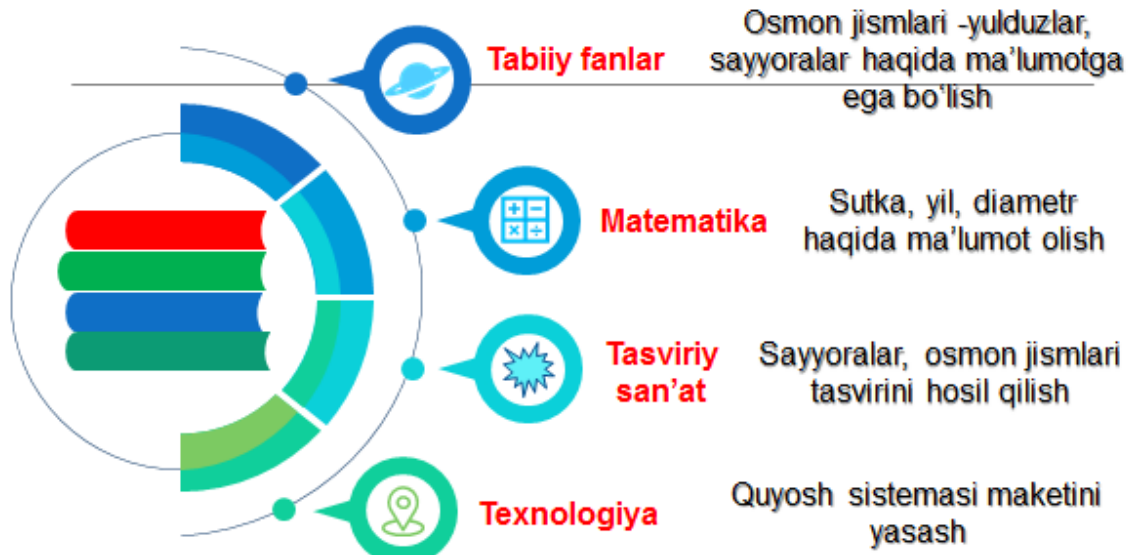 Tabiiy fanlar
Osmon jismlari -yulduzlar,
sayyoralar haqida ma'lumotga
ega bo'lish
Matematika
Sutka, yil, diametr
haqida ma'lumot olish
Tasviriy
san'at
Sayyoralar, osmon jismlari
tasvirini hosil qilish
Texnologiya
Quyosh sistemasi maketini
yasash